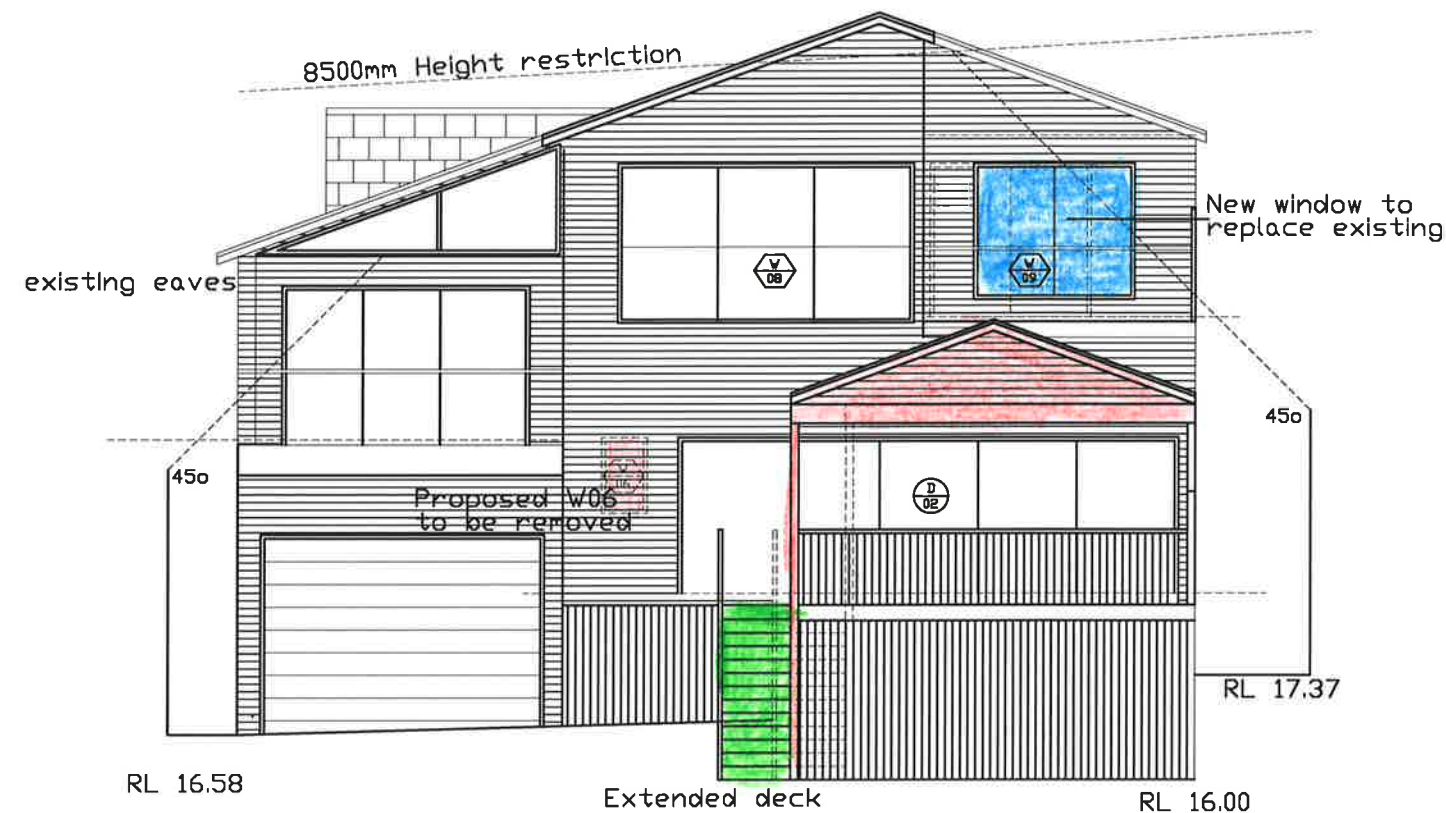 8500mm Height restriction
New window to
replace existing
existing eaves
W
08
W
09
45o
45o
Proposed W06
to be removed
D
02
RL 17.37
RL 16.58
Extended deck
RL 16.00